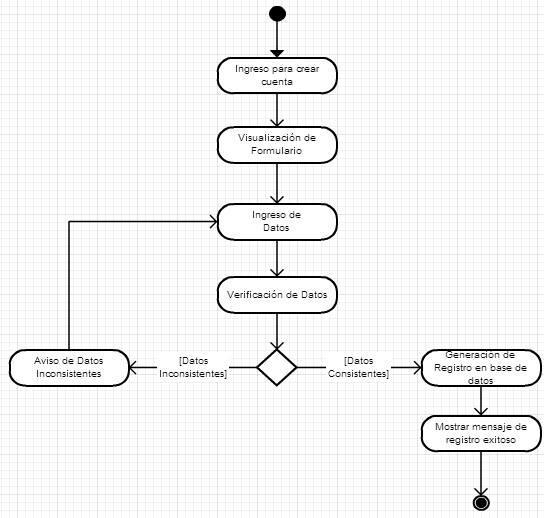 Ingreso para crear
cuenta
Visualización de
Formulario
Ingreso de
Datos
Verificación de Datos
[Datos
Inconsistentes]
[Datos
Consistentes]
Aviso de Datos
Inconsistentes
Generación de
Registro en base de
datos
Mostrar mensaje de
registro exitoso